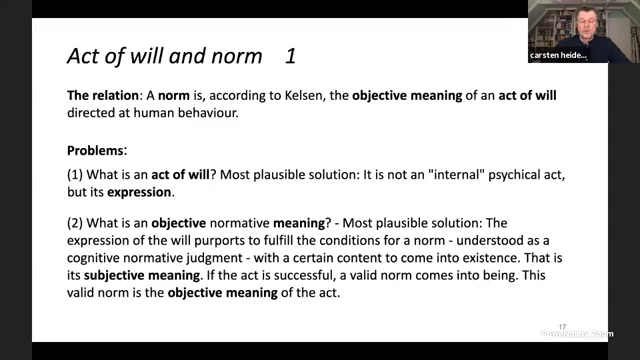 Act of will and norm 1
carsten heide...
The relation: A norm is, according to Kelsen, the objective meaning of an act of will
directed at human behaviour.
Problems:
(1) What is an act of will? Most plausible solution: It is not an "internal" psychical act,
but its expression.
(2) What is an objective normative meaning? - Most plausible solution: The
expression of the will purports to fulfill the conditions for a norm - understood as a
cognitive normative judgment - with a certain content to come into existence. That is
its subjective meaning. If the act is successful, a valid norm comes into being. This
valid norm is the objective meaning of the act.
17
Powered by Zoom